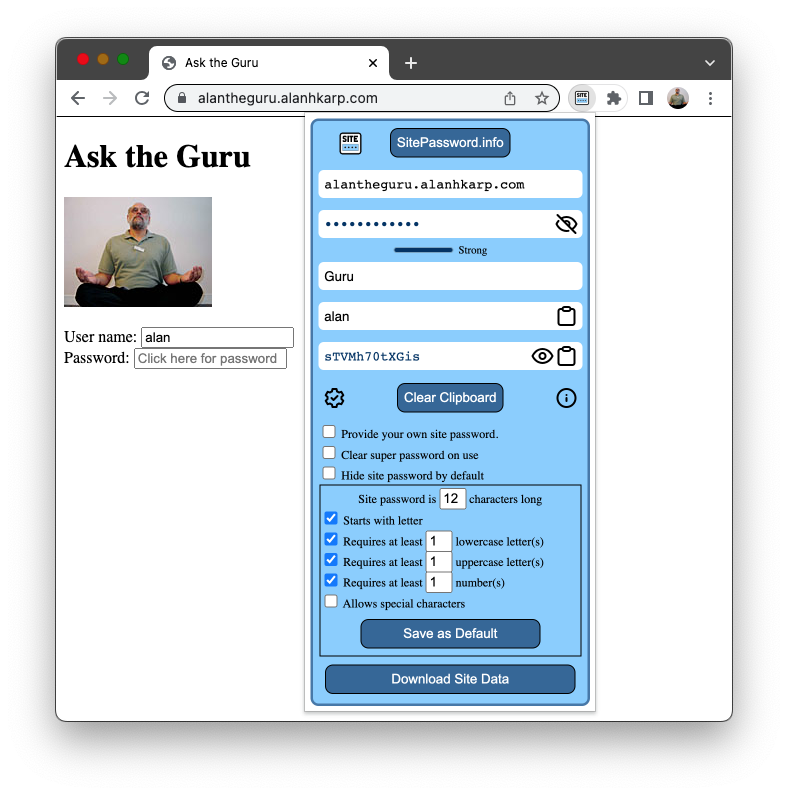 Ask the Guru
alantheguru.alanhkarp.com
SITE
Ask the Guru
User name: alan
Password: Click here for password
SITE
SitePassword.info
alantheguru.alanhkarp.com
••••••••••••
Strong
Guru
alan
sTVMh70tXGis
Clear Clipboard
Provide your own site password.
Clear super password on use
Hide site password by default
Site password is 12 characters long
Starts with letter
Requires at least 1 lowercase letter(s)
Requires at least 1 uppercase letter(s)
Requires at least 1 number(s)
Allows special characters
Save as Default
Download Site Data